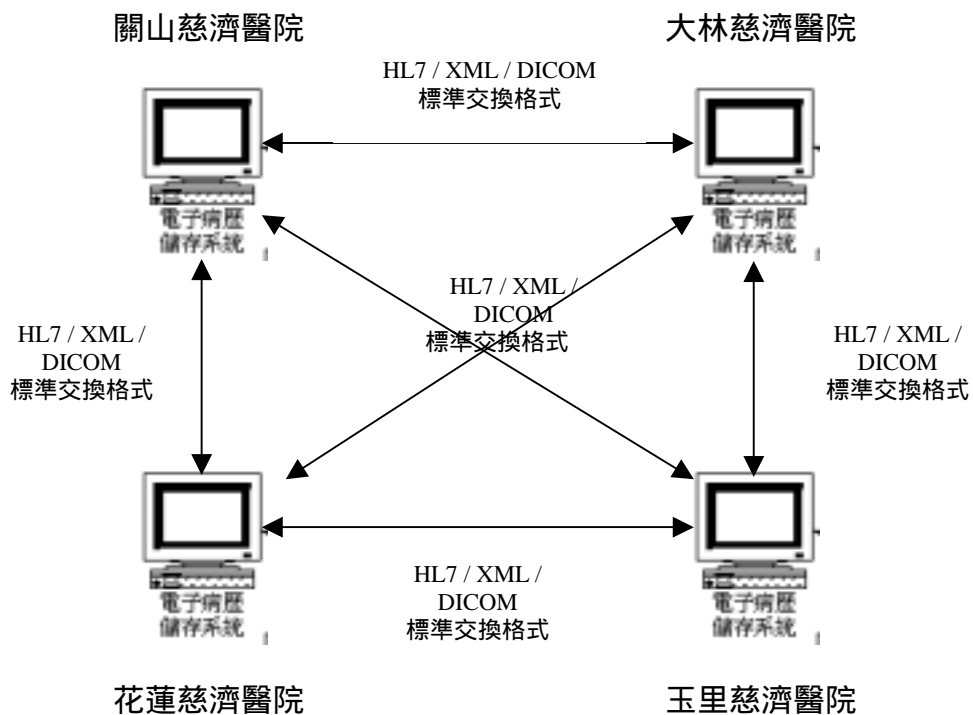 關山慈濟醫院
大林慈濟醫院
HL7 / XML / DICOM
標準交換格式
電子病歷
儲存系統
電子病歷
儲存系統
HL7 / XML /
DICOM
標準交換格式
HL7 / XML /
DICOM
標準交換格式
HL7 / XML /
DICOM
標準交換格式
電子病歷
儲存系統
電子病歷
儲存系統
HL7 / XML /
DICOM
標準交換格式
花蓮慈濟醫院
玉里慈濟醫院